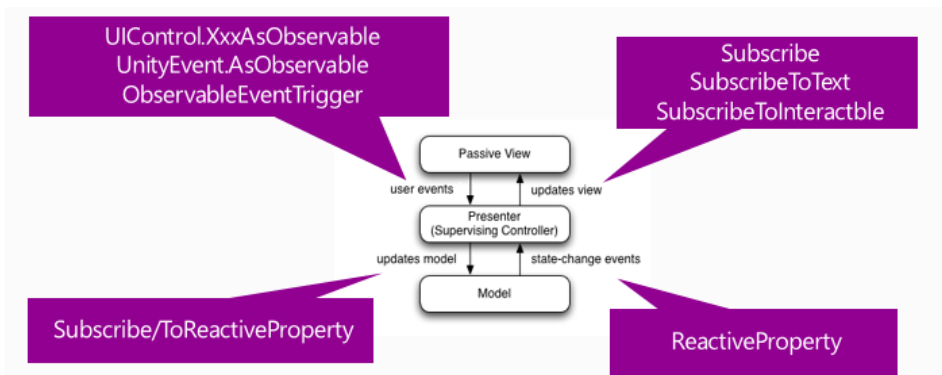 UIControl.XxxAsObservable
UnityEvent.AsObservable
ObservableEventTrigger
Subscribe
SubscribeToText
SubscribeToInteractble
Passive View
user events
updates view
Presenter
(Supervising Controller)
updates model
state-change events
Model
Subscribe/ToReactiveProperty
ReactiveProperty